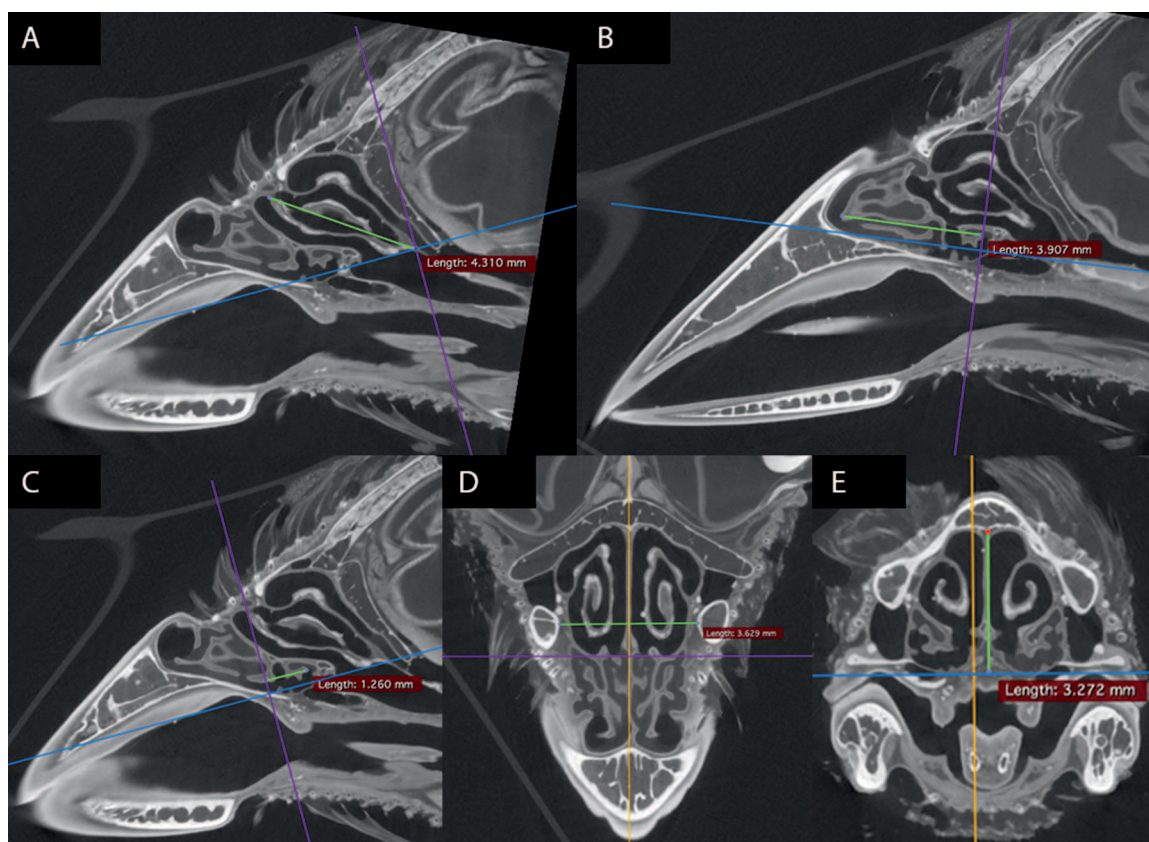 A
B
Length: 4.310 mm
Length: 3.907 mm
C
D
E
Length: 1.260 mm
Length: 3.629 mm
Length: 3.272 mm